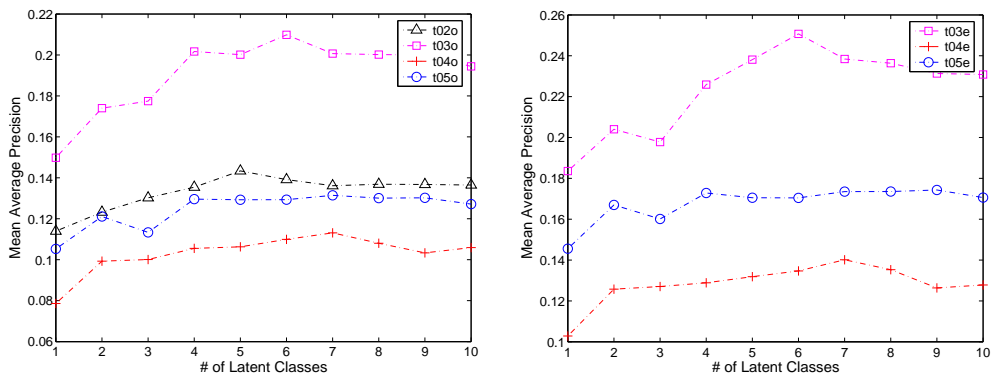 0.22
0.2
0.18
0.16
0.14
0.12
0.1
0.08
0.06
Mean Average Precision
1 2 3 4 5 6 7 8 9 10
# of Latent Classes
t02o
t03o
t04o
t05o
0.26
0.24
0.22
0.2
0.18
0.16
0.14
0.12
0.1
Mean Average Precision
1 2 3 4 5 6 7 8 9 10
# of Latent Classes
t03e
t04e
t05e